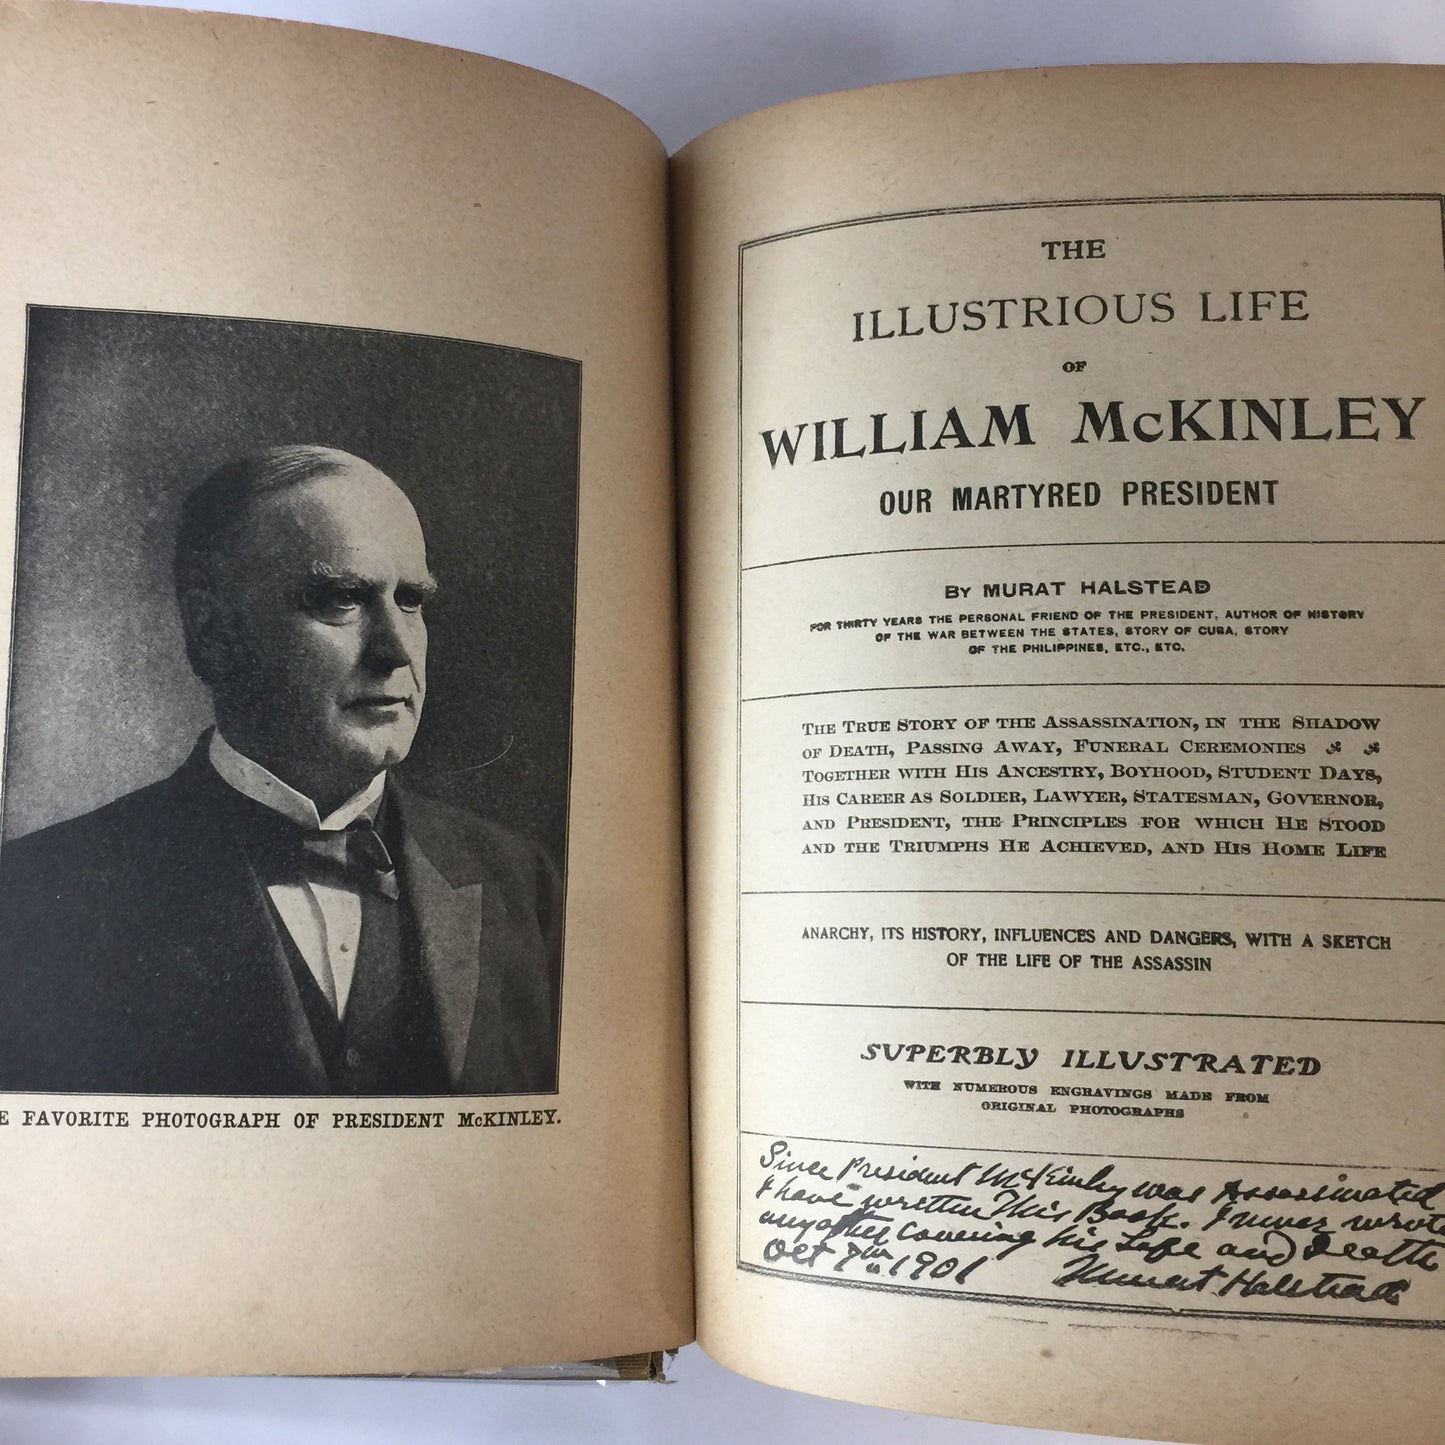 E FAVORITE PHOTOGRAPH OF PRESIDENT McKINLEY.
THE
ILLUSTRIOUS LIFE
OF
WILLIAM McKINLEY
OUR MARTYRED PRESIDENT
BY MURAT HALSTEAD
FOR THIRTY YEARS THE PERSONAL FRIEND OF THE PRESIDENT, AUTHOR OF HISTORY
OF THE WAR BETWEEN THE STATES, STORY OF CUBA, STORY
OF THE PHILIPPINES, ETC., ETC.
THE TRUE STORY OF THE ASSASSINATION, IN THE SHADOW
OF DEATH, PASSING AWAY, FUNERAL CEREMONIES
TOGETHER WITH HIS ANCESTRY, BOYHOOD, STUDENT DAYS,
HIS CAREER AS SOLDIER, LAWYER, STATESMAN, GOVERNOR,
AND PRESIDENT, THE PRINCIPLES FOR WHICH HE STOOD
AND THE TRIUMPHS HE ACHIEVED, AND HIS HOME LIFE
ANARCHY, ITS HISTORY, INFLUENCES AND DANGERS, WITH A SKETCH
OF THE LIFE OF THE ASSASSIN
SUPERBLY ILLUSTRATED
WITH NUMEROUS ENGRAVINGS MADE FROM
ORIGINAL PHOTOGRAPHS
Since President McKinley was Assassinated
I have written This Book. I never wrote
any other covering his Life and Death
Oct 7th 1901 Murat Halstead